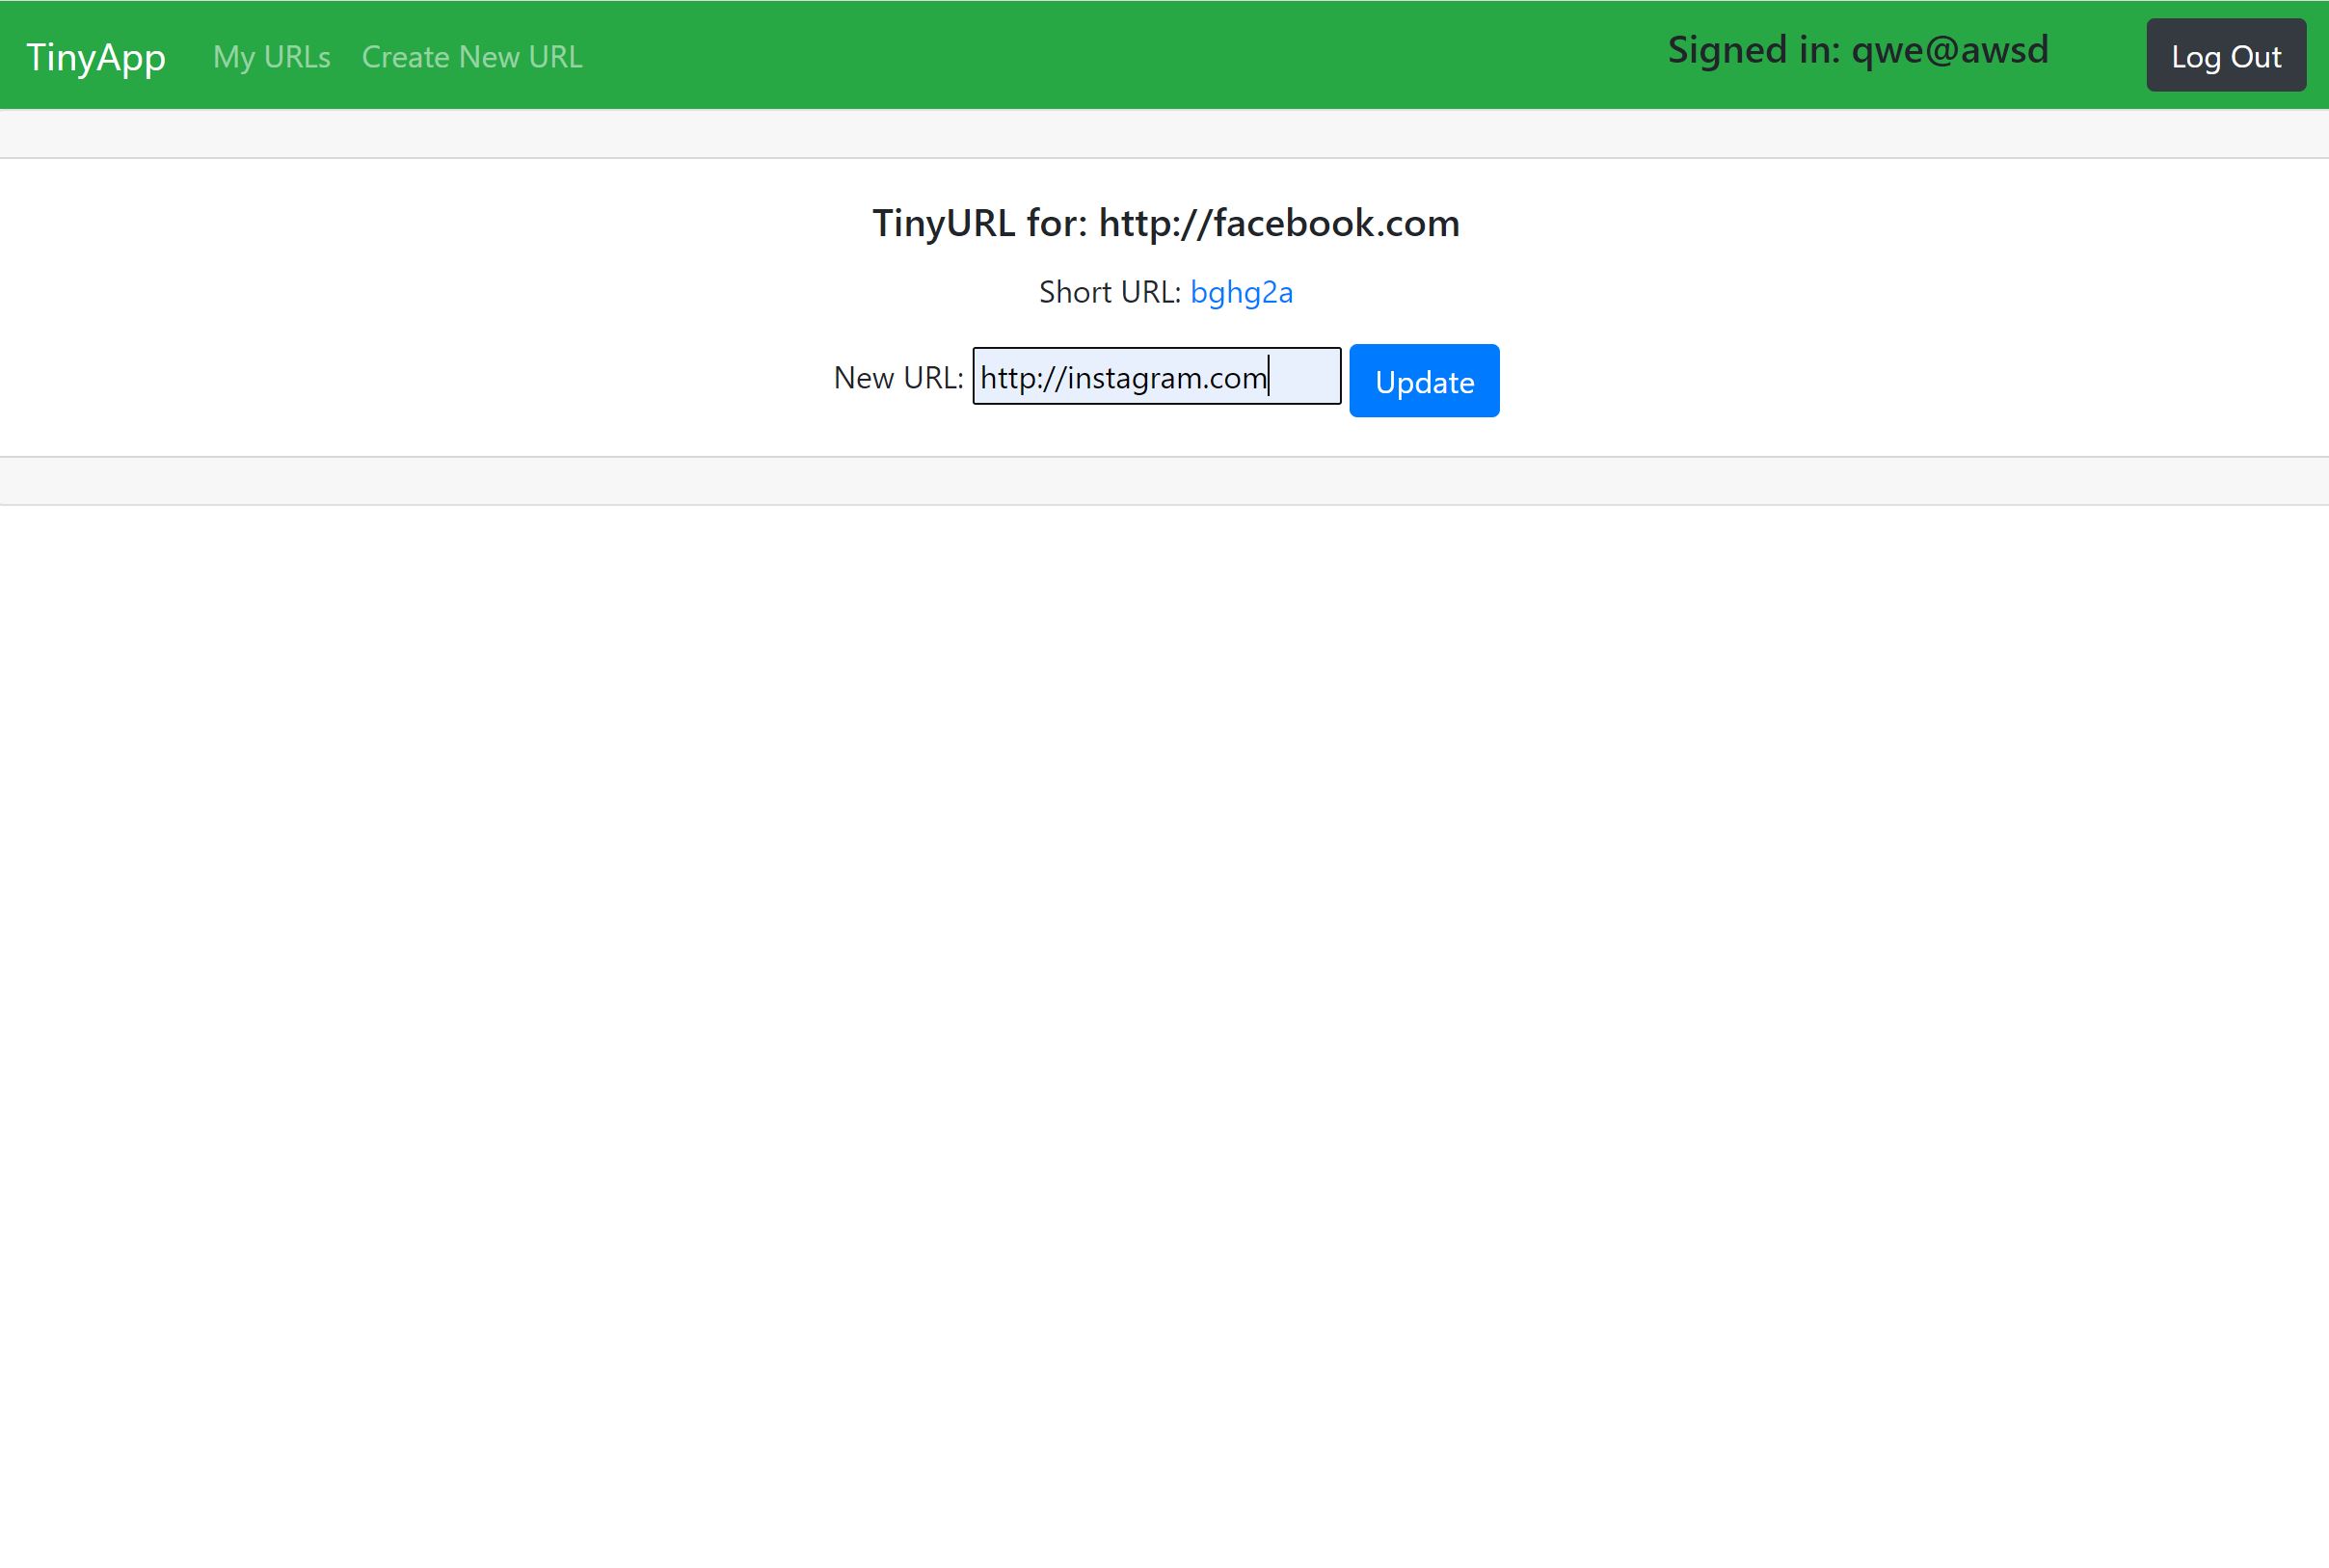 TinyApp My URLs Create New URL Signed in: qwe@awsd Log Out
TinyURL for: http://facebook.com
Short URL: bghg2a
New URL: http://instagram.com Update